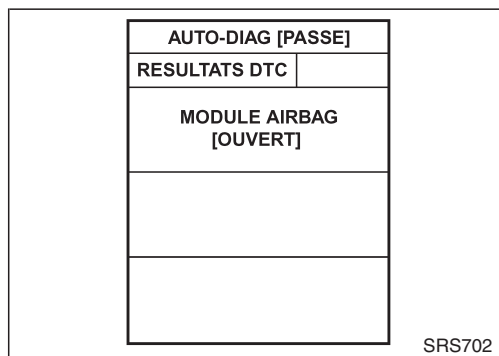 AUTO-DIAG [PASSE]
RESULTATS DTC
MODULE AIRBAG
[OUVERT]
SRS702